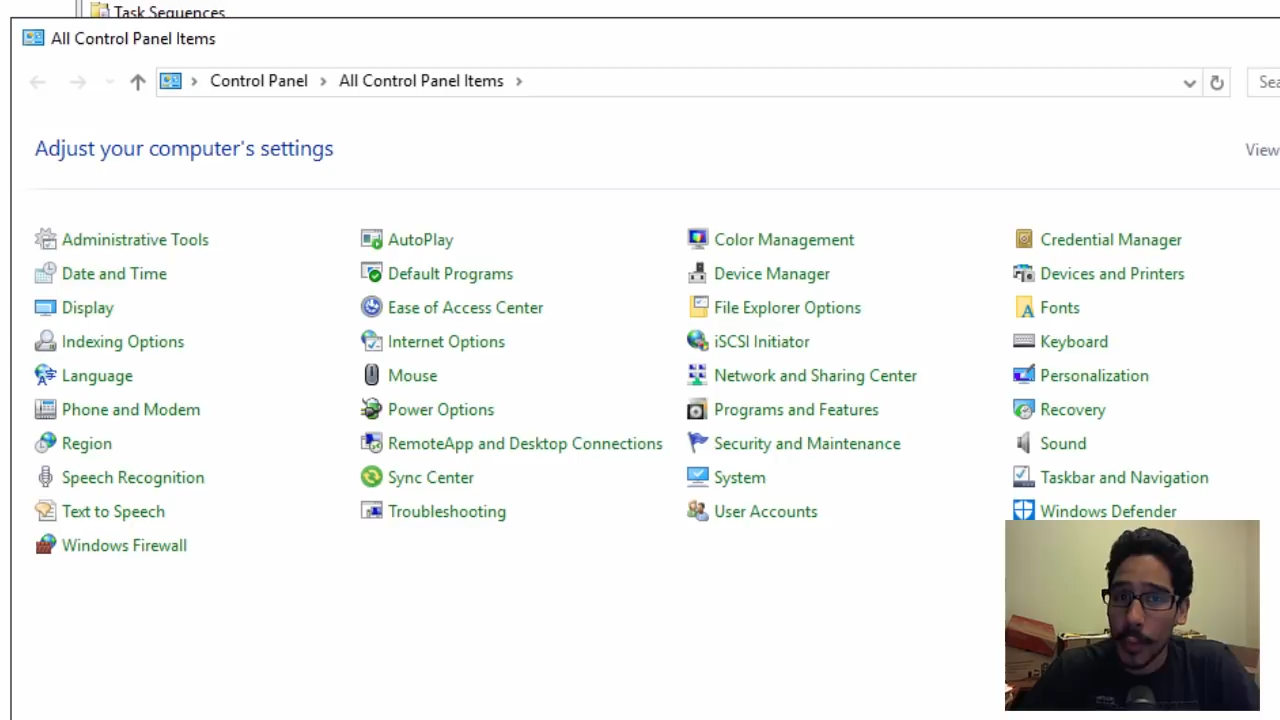 Task Sequences
All Control Panel Items
Control Panel > All Control Panel Items >
Sea
Adjust your computer's settings
View
Administrative Tools
AutoPlay
Color Management
Credential Manager
Date and Time
Default Programs
Device Manager
Devices and Printers
Display
Ease of Access Center
File Explorer Options
Fonts
Indexing Options
Internet Options
iSCSI Initiator
Keyboard
Language
Mouse
Network and Sharing Center
Personalization
Phone and Modem
Power Options
Programs and Features
Recovery
Region
RemoteApp and Desktop Connections
Security and Maintenance
Sound
Speech Recognition
Sync Center
System
Taskbar and Navigation
Text to Speech
Troubleshooting
User Accounts
Windows Defender
Windows Firewall